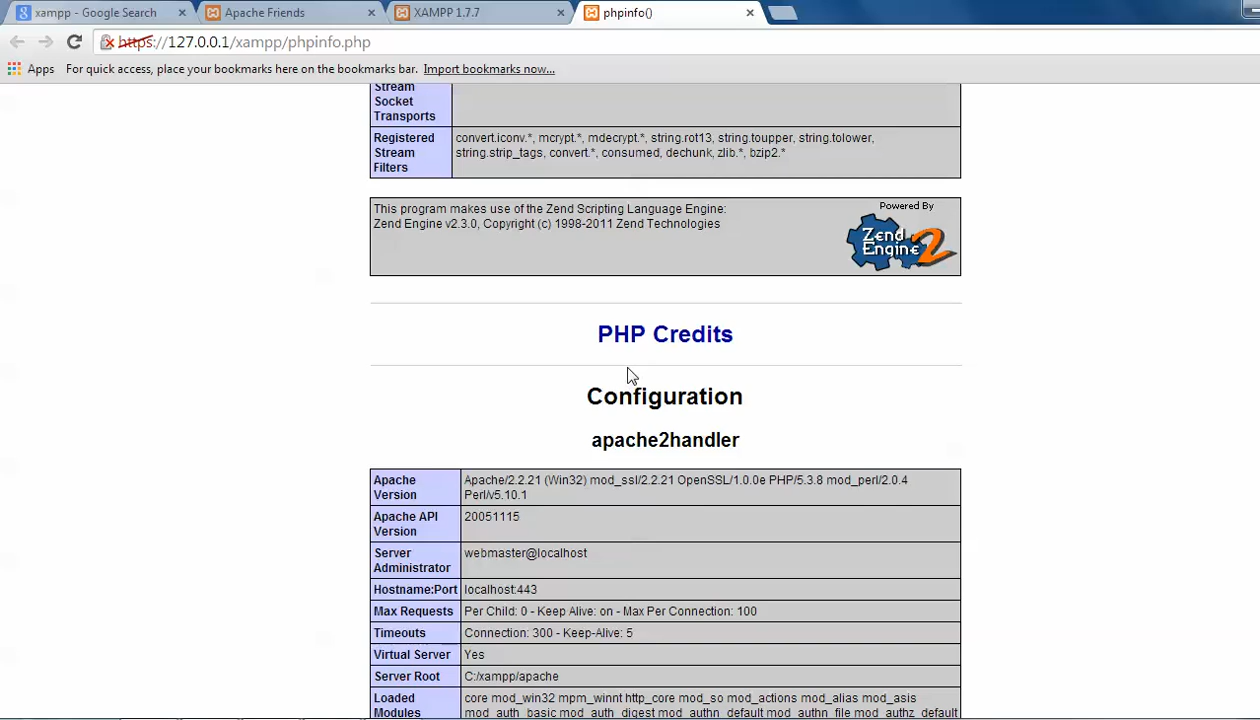 xampp - Google Search
Apache Friends
XAMPP 1.7.7
phpinfo()
https://127.0.0.1/xampp/phpinfo.php
Apps For quick access, place your bookmarks here on the bookmarks bar. Import bookmarks now...
Stream
Socket
Transports
Registered
Stream
Filters
convert.iconv.*, mcrypt.*, mdecrypt.*, string.rot13, string.toupper, string.tolower,
string.strip_tags, convert.*, consumed, dechunk, zlib.*, bzip2.*
This program makes use of the Zend Scripting Language Engine:
Zend Engine v2.3.0, Copyright (c) 1998-2011 Zend Technologies
Powered By
Zend
Engine 2
PHP Credits
Configuration
apache2handler
Apache
Version
Apache/2.2.21 (Win32) mod_ssl/2.2.21 OpenSSL/1.0.0e PHP/5.3.8 mod_perl/2.0.4
Perl/v5.10.1
Apache API
Version
20051115
Server
Administrator
webmaster@localhost
Hostname:Port localhost:443
Max Requests Per Child: 0 - Keep Alive: on - Max Per Connection: 100
Timeouts Connection: 300 - Keep-Alive: 5
Virtual Server Yes
Server Root C:/xampp/apache
Loaded
Modules
core mod_win32 mpm_winnt http_core mod_so mod_actions mod_alias mod_asis
mod_auth_basic mod_auth_digest mod_authn_default mod_authn_file mod_authz_default